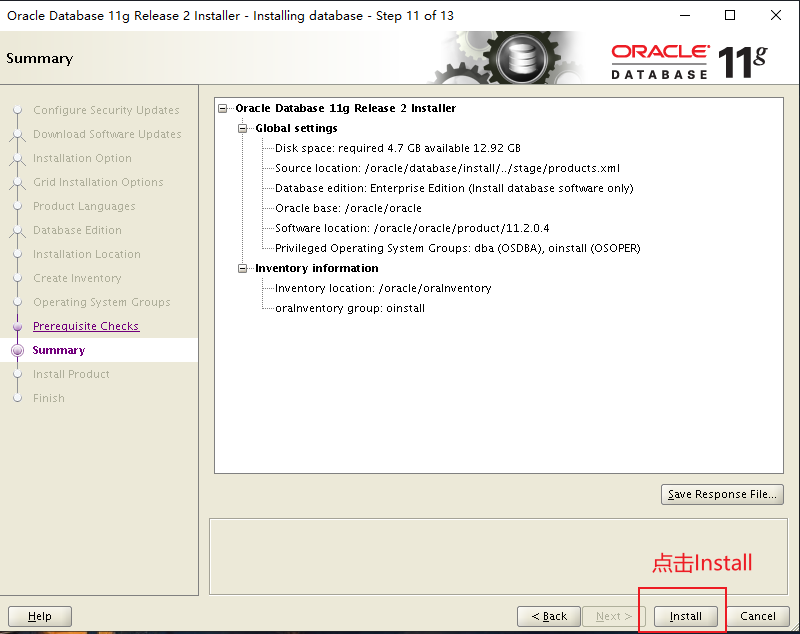 Oracle Database 11g Release 2 Installer - Installing database - Step 11 of 13
Summary
ORACLE
DATABASE 11g
Configure Security Updates
Download Software Updates
Installation Option
Grid Installation Options
Product Languages
Database Edition
Installation Location
Create Inventory
Operating System Groups
Prerequisite Checks
Summary
Install Product
Finish
Oracle Database 11g Release 2 Installer
Global settings
Disk space: required 4.7 GB available 12.92 GB
Source location: /oracle/database/install/../stage/products.xml
Database edition: Enterprise Edition (Install database software only)
Oracle base: /oracle/oracle
Software location: /oracle/oracle/product/11.2.0.4
Privileged Operating System Groups: dba (OSDBA), oinstall (OSOPER)
Inventory information
Inventory location: /oracle/oraInventory
oraInventory group: oinstall
Save Response File...
点击Install
Help
< Back
Next >
Install
Cancel